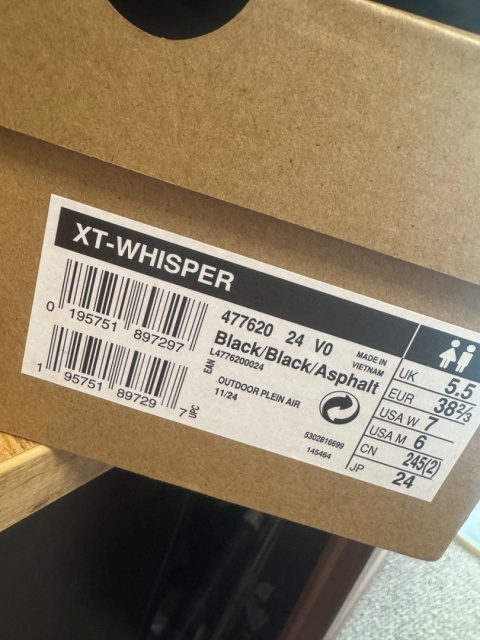 XT-WHISPER
0 195751 897297
EAN
1 95751 89729 7
UPC
477620 24 V0
Black/Black/Asphalt
L4776200024
MADE IN
VIETNAM
OUTDOOR PLEIN AIR
11/24
5302816699
145464
UK 5.5
EUR 38 2/3
USA W 7
USA M 6
CN 245(2)
JP 24